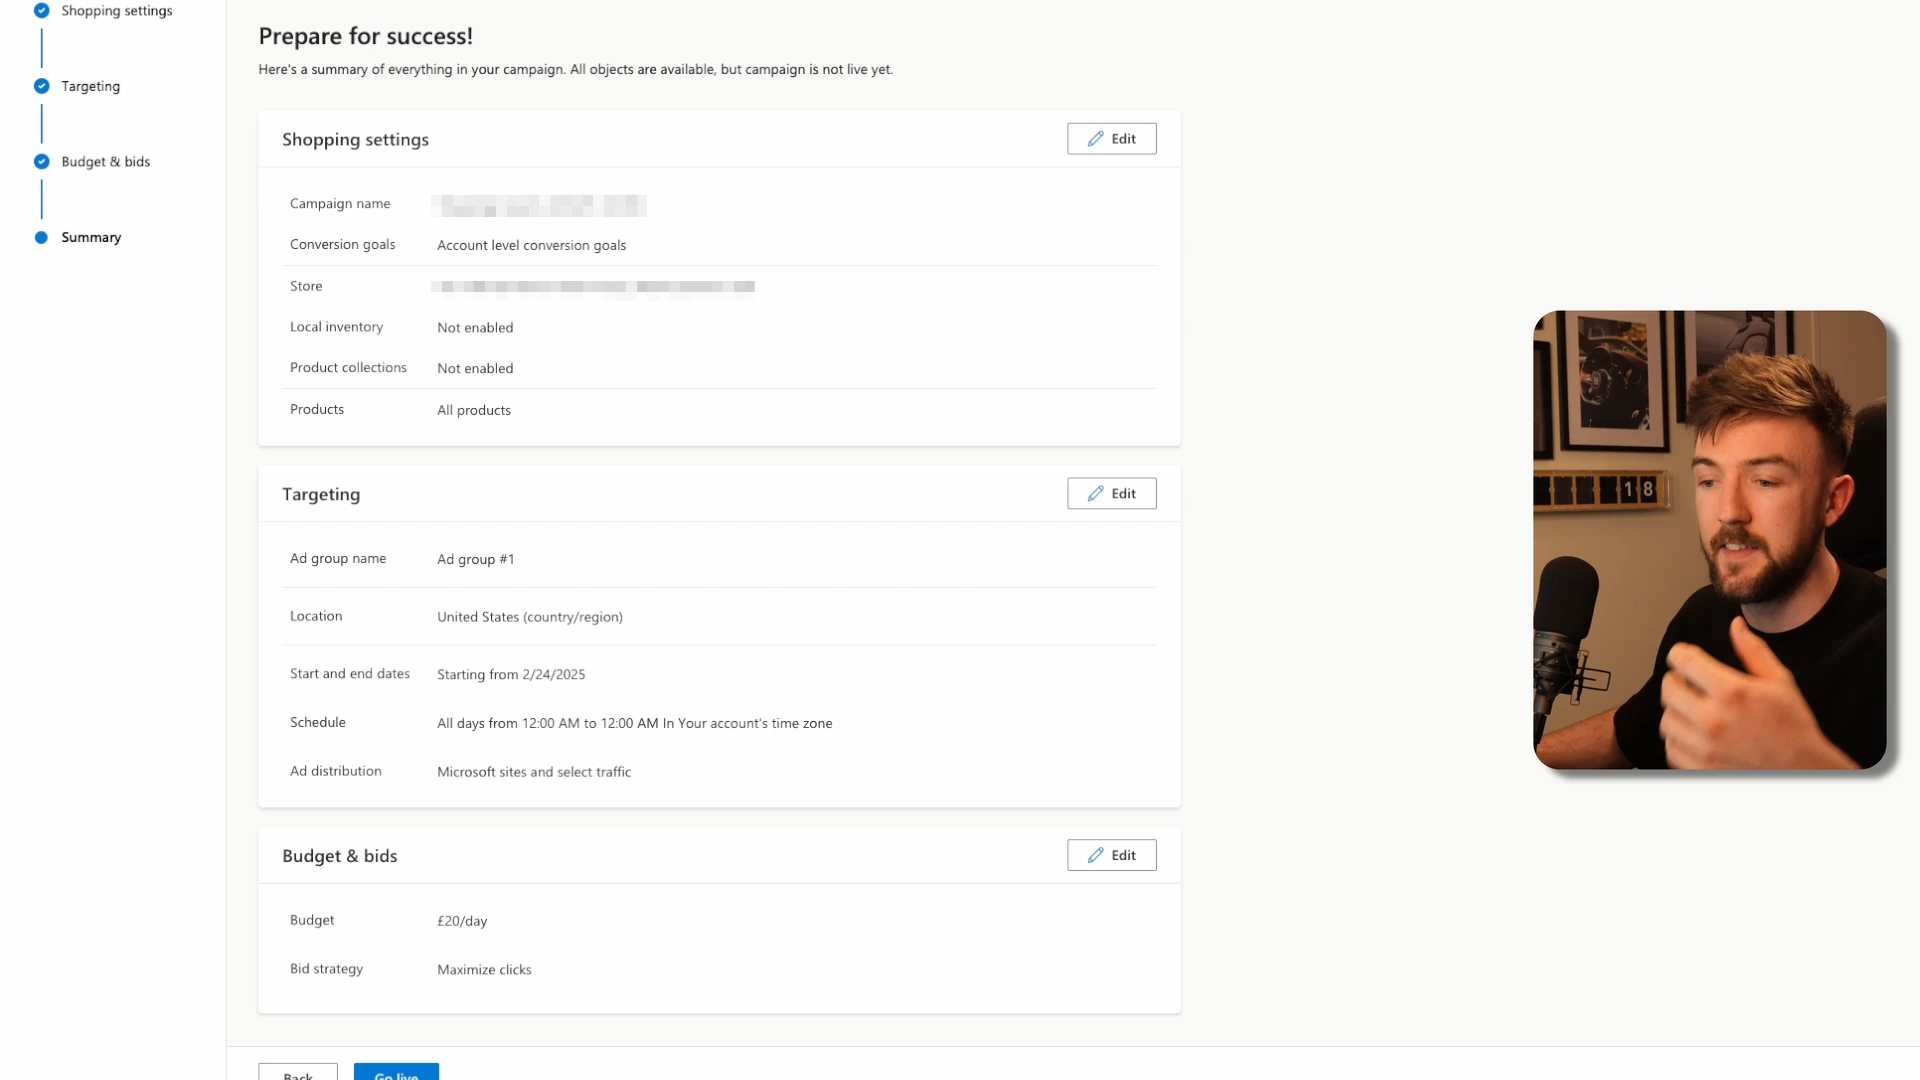 Shopping settings
Targeting
Budget & bids
Summary
Prepare for success!
Here's a summary of everything in your campaign. All objects are available, but campaign is not live yet.
Shopping settings
Edit
Campaign name
Conversion goals Account level conversion goals
Store
Local inventory Not enabled
Product collections Not enabled
Products All products
Targeting
Edit
Ad group name Ad group #1
Location United States (country/region)
Start and end dates Starting from 2/24/2025
Schedule All days from 12:00 AM to 12:00 AM In Your account's time zone
Ad distribution Microsoft sites and select traffic
Budget & bids
Edit
Budget £20/day
Bid strategy Maximize clicks
Back Go live
18